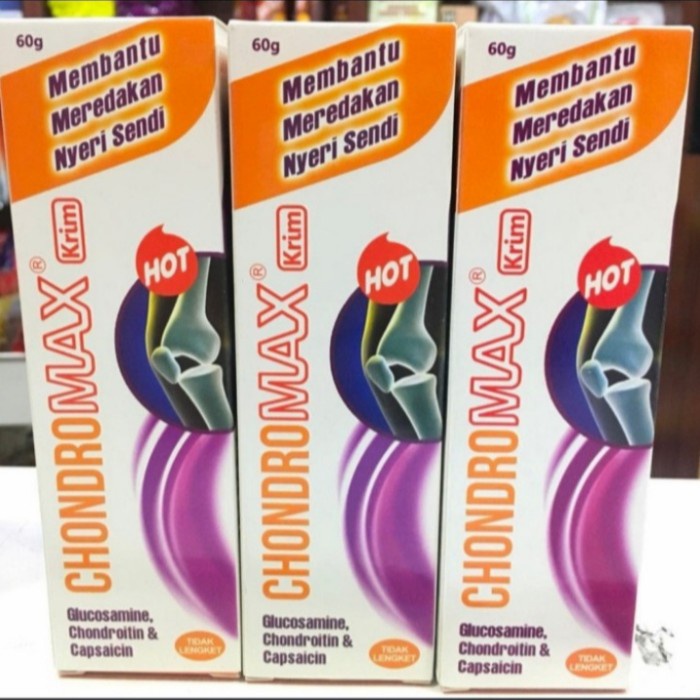 60g
Membantu
Meredakan
Nyeri Sendi
CHONDROMAX® Krim
HOT
Glucosamine,
Chondroitin &
Capsaicin
TIDAK
LENGKET
60g
Membantu
Meredakan
Nyeri Sendi
CHONDROMAX® Krim
HOT
Glucosamine,
Chondroitin &
Capsaicin
TIDAK
LENGKET
60g
Membantu
Meredakan
Nyeri Sendi
CHONDROMAX® Krim
HOT
Glucosamine,
Chondroitin &
Capsaicin
TIDAK
LENGKET